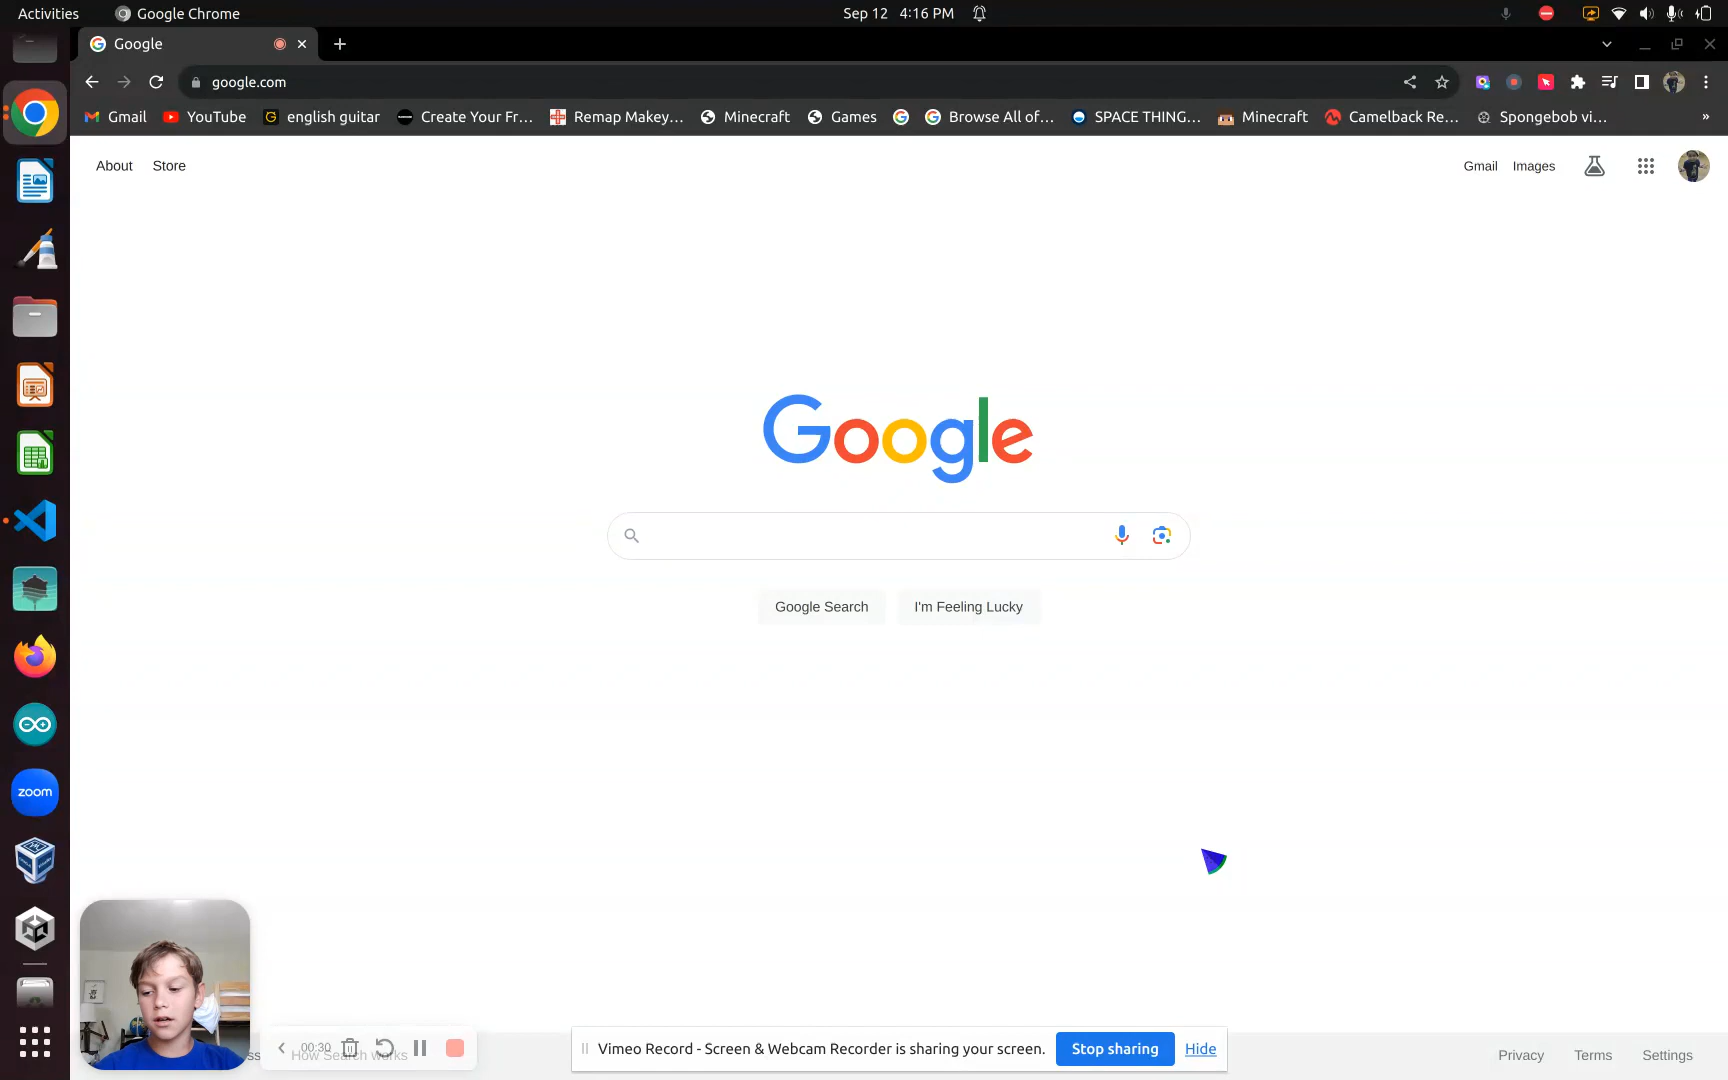 Activities
Google Chrome
Sep 12 4:16 PM
Google
google.com
Gmail
YouTube
english guitar
Create Your Fr...
Remap Makey...
Minecraft
Games
Browse All of...
SPACE THING...
Minecraft
Camelback Re...
Spongebob vi...
»
About
Store
Gmail
Images
Google
Google Search
I'm Feeling Lucky
zoom
00:30
How Search works
Vimeo Record - Screen & Webcam Recorder is sharing your screen.
Stop sharing
Hide
Privacy
Terms
Settings